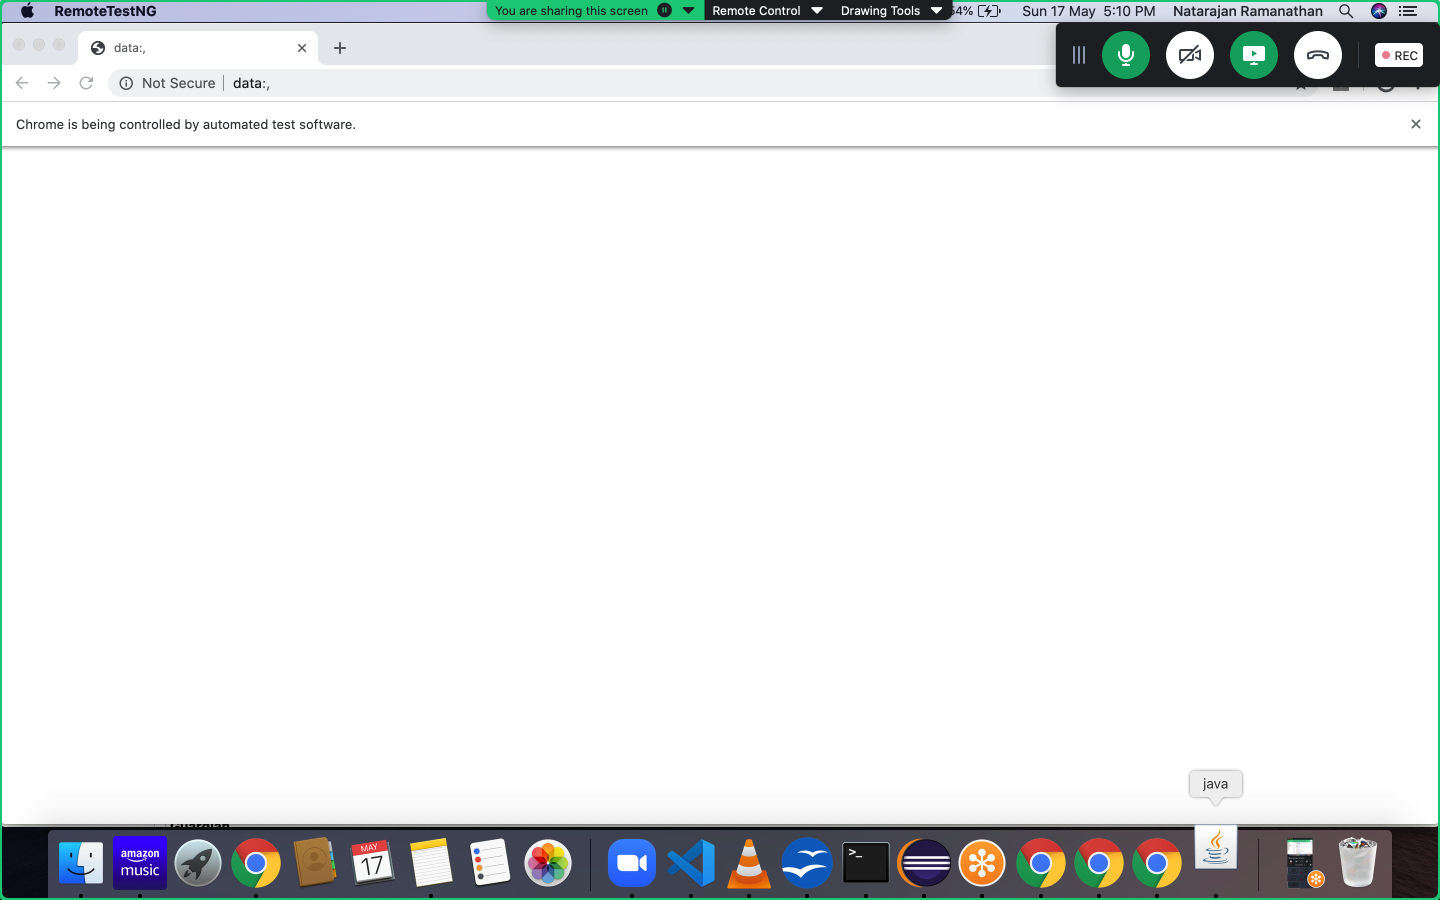 RemoteTestNG
You are sharing this screen
Remote Control
Drawing Tools
54%
Sun 17 May 5:10 PM
Natarajan Ramanathan
data:,
REC
Not Secure
data:,
Chrome is being controlled by automated test software.
java
amazon
music
MAY
17
>_